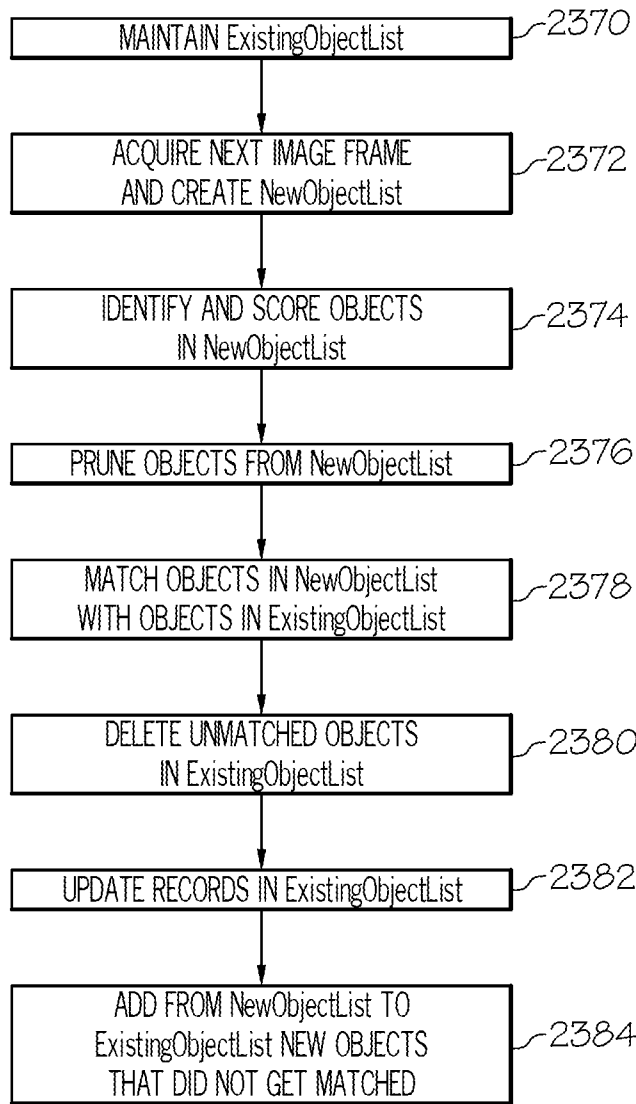 MAINTAIN ExistingObjectList
2370
ACQUIRE NEXT IMAGE FRAME
AND CREATE NewObjectList
2372
IDENTIFY AND SCORE OBJECTS
IN NewObjectList
2374
PRUNE OBJECTS FROM NewObjectList
2376
MATCH OBJECTS IN NewObjectList
WITH OBJECTS IN ExistingObjectList
2378
DELETE UNMATCHED OBJECTS
IN ExistingObjectList
2380
UPDATE RECORDS IN ExistingObjectList
2382
ADD FROM NewObjectList TO
ExistingObjectList NEW OBJECTS
THAT DID NOT GET MATCHED
2384